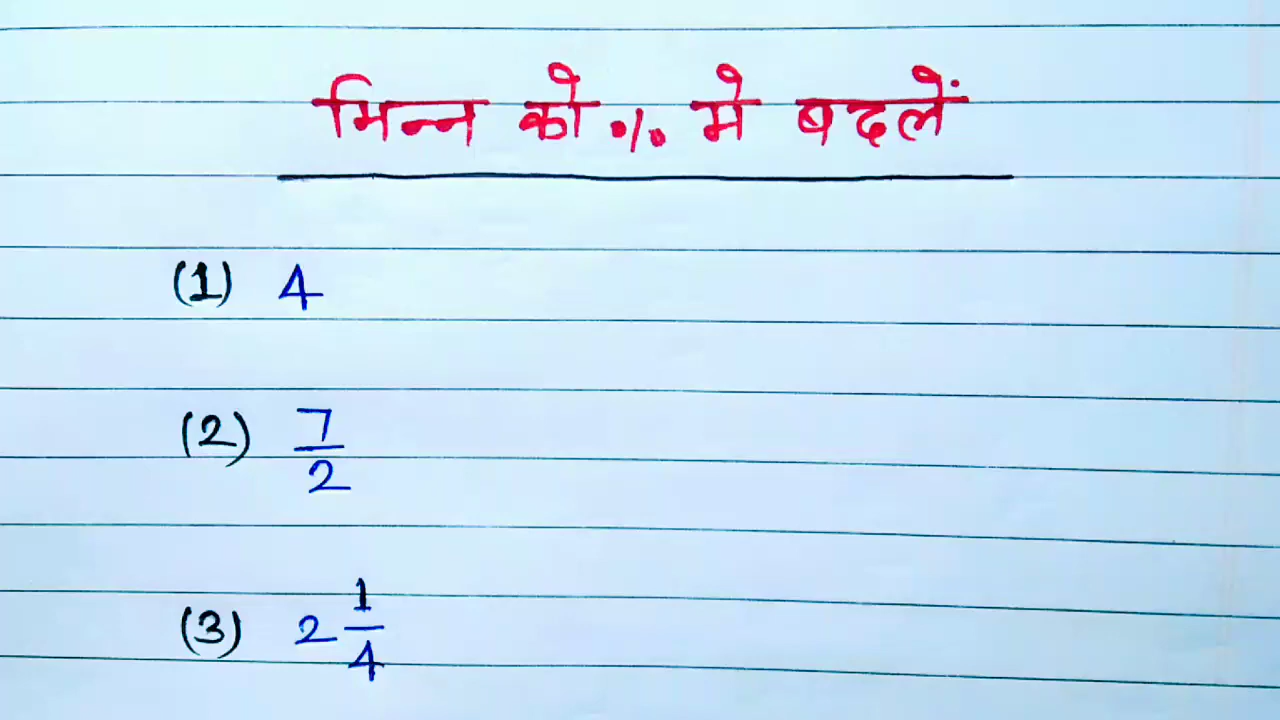 भिन्न को % मे बदलें
(1) 4
(2) 7/2
(3) 2 1/4